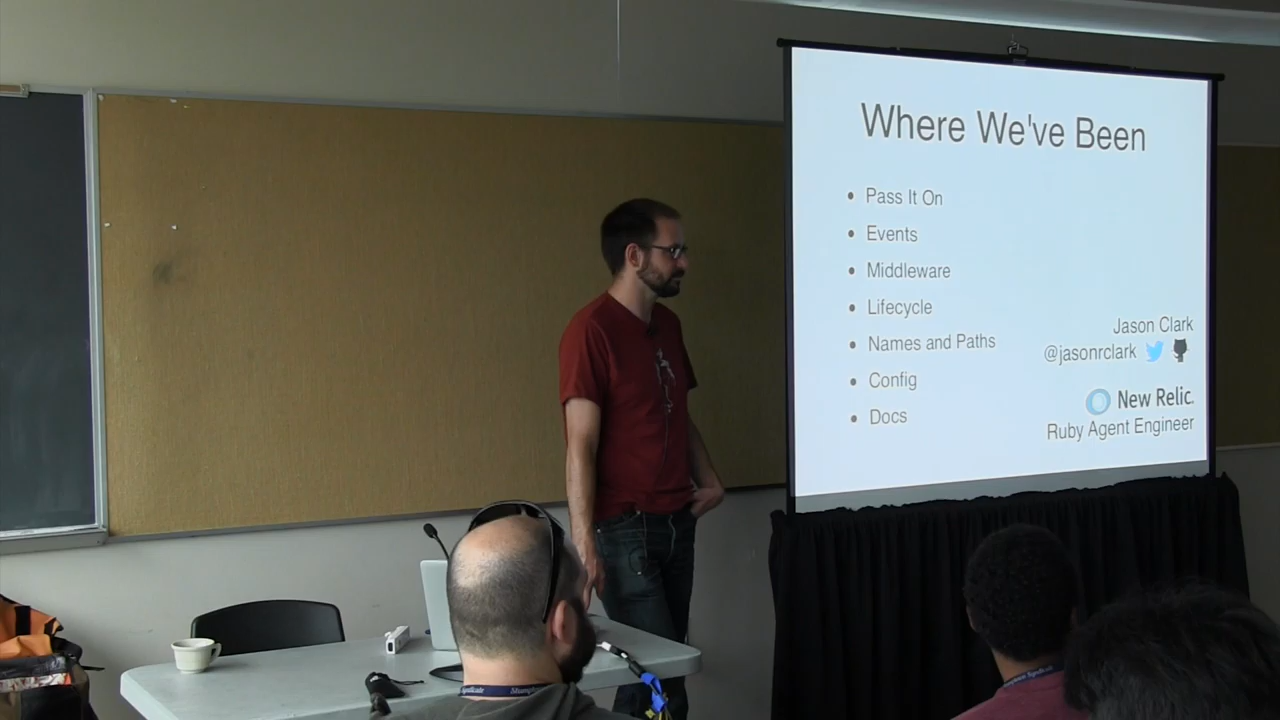 Where We've Been
• Pass It On
• Events
• Middleware
• Lifecycle
• Names and Paths
• Config
• Docs
Jason Clark
@jasonrclark
New Relic.
Ruby Agent Engineer